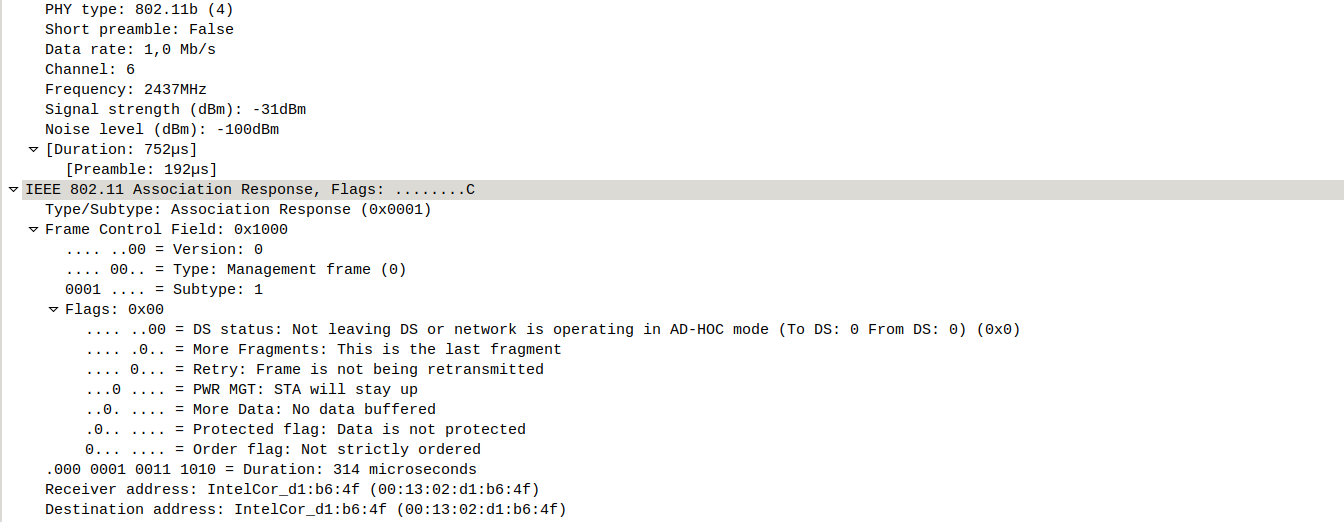 PHY type: 802.11b (4)
Short preamble: False
Data rate: 1,0 Mb/s
Channel: 6
Frequency: 2437MHz
Signal strength (dBm): -31dBm
Noise level (dBm): -100dBm
[Duration: 752µs]
[Preamble: 192µs]
IEEE 802.11 Association Response, Flags: ........C
Type/Subtype: Association Response (0x0001)
Frame Control Field: 0x1000
.... ..00 = Version: 0
.... 00.. = Type: Management frame (0)
0001 .... = Subtype: 1
Flags: 0x00
.... ..00 = DS status: Not leaving DS or network is operating in AD-HOC mode (To DS: 0 From DS: 0) (0x0)
.... .0.. = More Fragments: This is the last fragment
.... 0... = Retry: Frame is not being retransmitted
...0 .... = PWR MGT: STA will stay up
..0. .... = More Data: No data buffered
.0.. .... = Protected flag: Data is not protected
0... .... = Order flag: Not strictly ordered
.000 0001 0011 1010 = Duration: 314 microseconds
Receiver address: IntelCor_d1:b6:4f (00:13:02:d1:b6:4f)
Destination address: IntelCor_d1:b6:4f (00:13:02:d1:b6:4f)